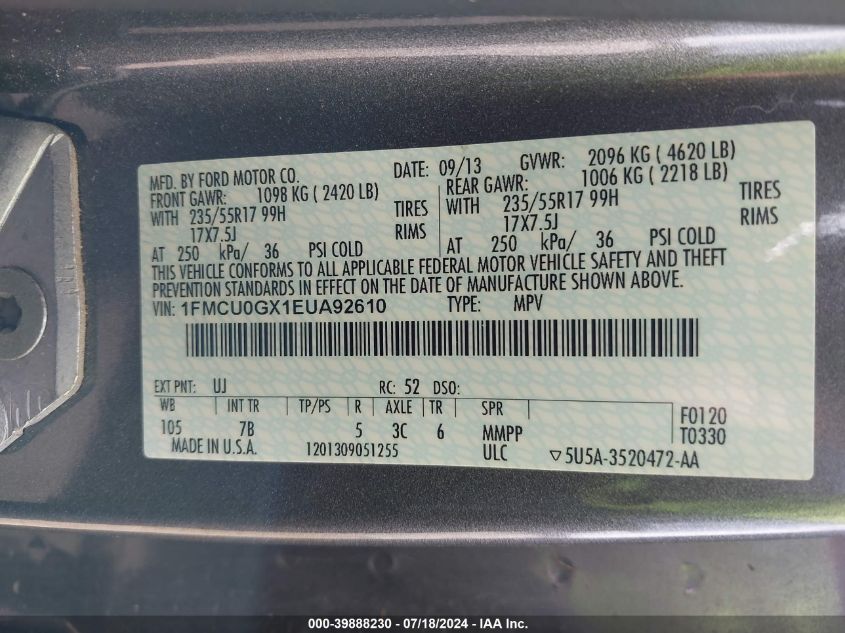 MFD. BY FORD MOTOR CO. DATE: 09/13 GVWR: 2096 KG ( 4620 LB)
FRONT GAWR: 1098 KG ( 2420 LB) REAR GAWR: 1006 KG ( 2218 LB)
WITH 235/55R17 99H TIRES WITH 235/55R17 99H TIRES
17X7.5J RIMS 17X7.5J RIMS
AT 250 kPa/ 36 PSI COLD AT 250 kPa/ 36 PSI COLD
THIS VEHICLE CONFORMS TO ALL APPLICABLE FEDERAL MOTOR VEHICLE SAFETY AND THEFT
PREVENTION STANDARDS IN EFFECT ON THE DATE OF MANUFACTURE SHOWN ABOVE.
VIN: 1FMCU0GX1EUA92610 TYPE: MPV
EXT PNT: UJ RC: 52 DSO:
WB INT TR TP/PS R AXLE TR SPR F0120
105 7B 5 3C 6 MMPP T0330
MADE IN U.S.A. 1201309051255 ULC ▽5U5A-3520472-AA
000-39888230 - 07/18/2024 - IAA Inc.